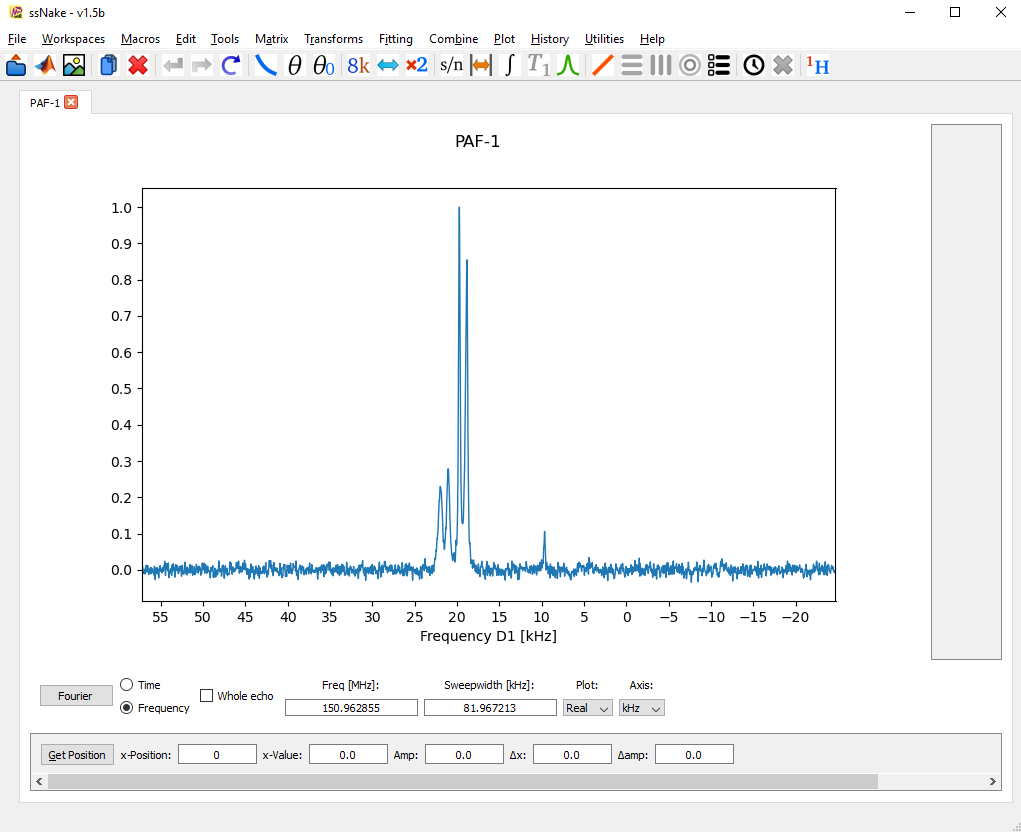 ssNake - v1.5b
File Workspaces Macros Edit Tools Matrix Transforms Fitting Combine Plot History Utilities Help
θ θ0 8k ×2 s/n ∫ T1 1H
PAF-1
PAF-1
1.0
0.9
0.8
0.7
0.6
0.5
0.4
0.3
0.2
0.1
0.0
55 50 45 40 35 30 25 20 15 10 5 0 −5 −10 −15 −20
Frequency D1 [kHz]
Time Freq [MHz]: Sweepwidth [kHz]: Plot: Axis:
Fourier Whole echo
Frequency 150.962855 81.967213 Real kHz
Get Position x-Position: 0 x-Value: 0.0 Amp: 0.0 Δx: 0.0 Δamp: 0.0